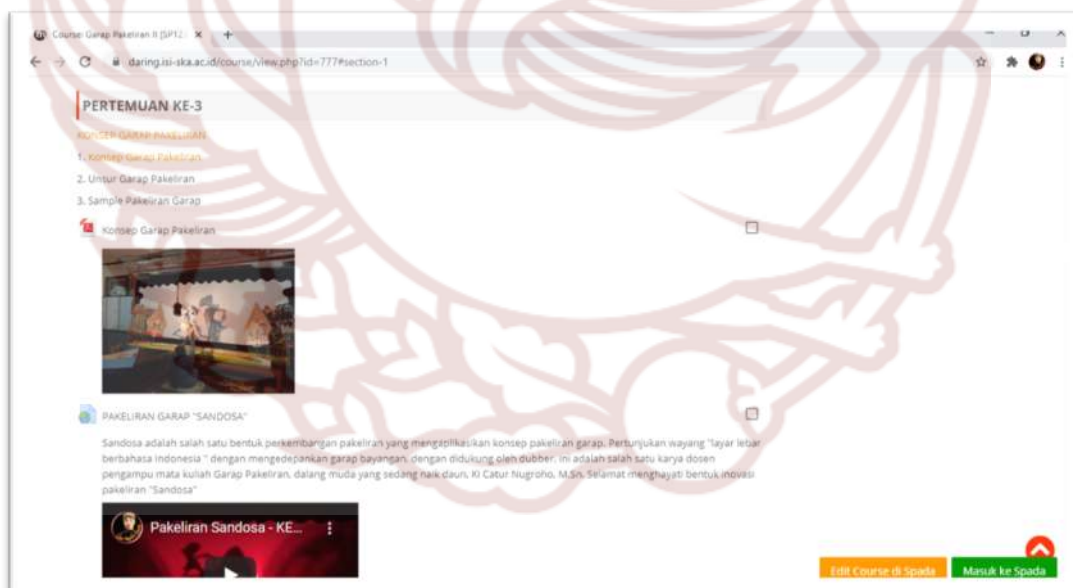 Course: Garap Pakeliran II [SP12
daring.isi-ska.ac.id/course/view.php?id=777#section-1
PERTEMUAN KE-3
KONSEP GARAP PAKELIRAN
1. Konsep Garap Pakeliran
2. Untur Garap Pakeliran
3. Sample Pakeliran Garap
Konsep Garap Pakeliran
PAKELIRAN GARAP "SANDOSA"
Sandosa adalah salah satu bentuk perkembangan pakeliran yang mengaplikasikan konsep pakeliran garap. Pertunjukan wayang "layar lebar
berbahasa Indonesia " dengan mengedepankan garap bayangan, dengan didukung oleh dubber. ini adalah salah satu karya dosen
pengampu mata kuliah Garap Pakeliran, dalang muda yang sedang naik daun, Ki Catur Nugroho, M.Sn. Selamat menghayati bentuk inovasi
pakeliran "Sandosa"
Pakeliran Sandosa - KE...
Edit Course di Spada
Masuk ke Spada